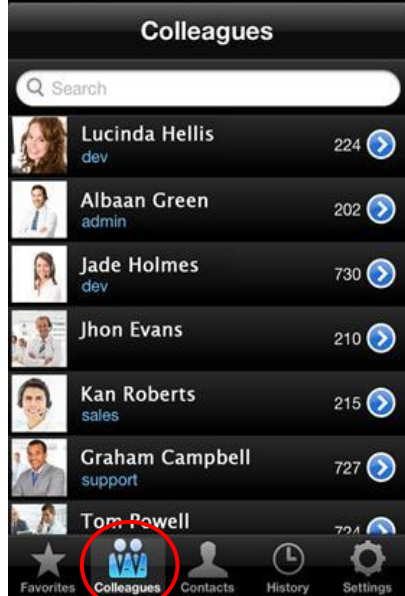 Colleagues
Search
Lucinda Hellis
dev
224
Albaan Green
admin
202
Jade Holmes
dev
730
Jhon Evans
210
Kan Roberts
sales
215
Graham Campbell
support
727
Tom Powell
724
Favorites
Colleagues
Contacts
History
Settings